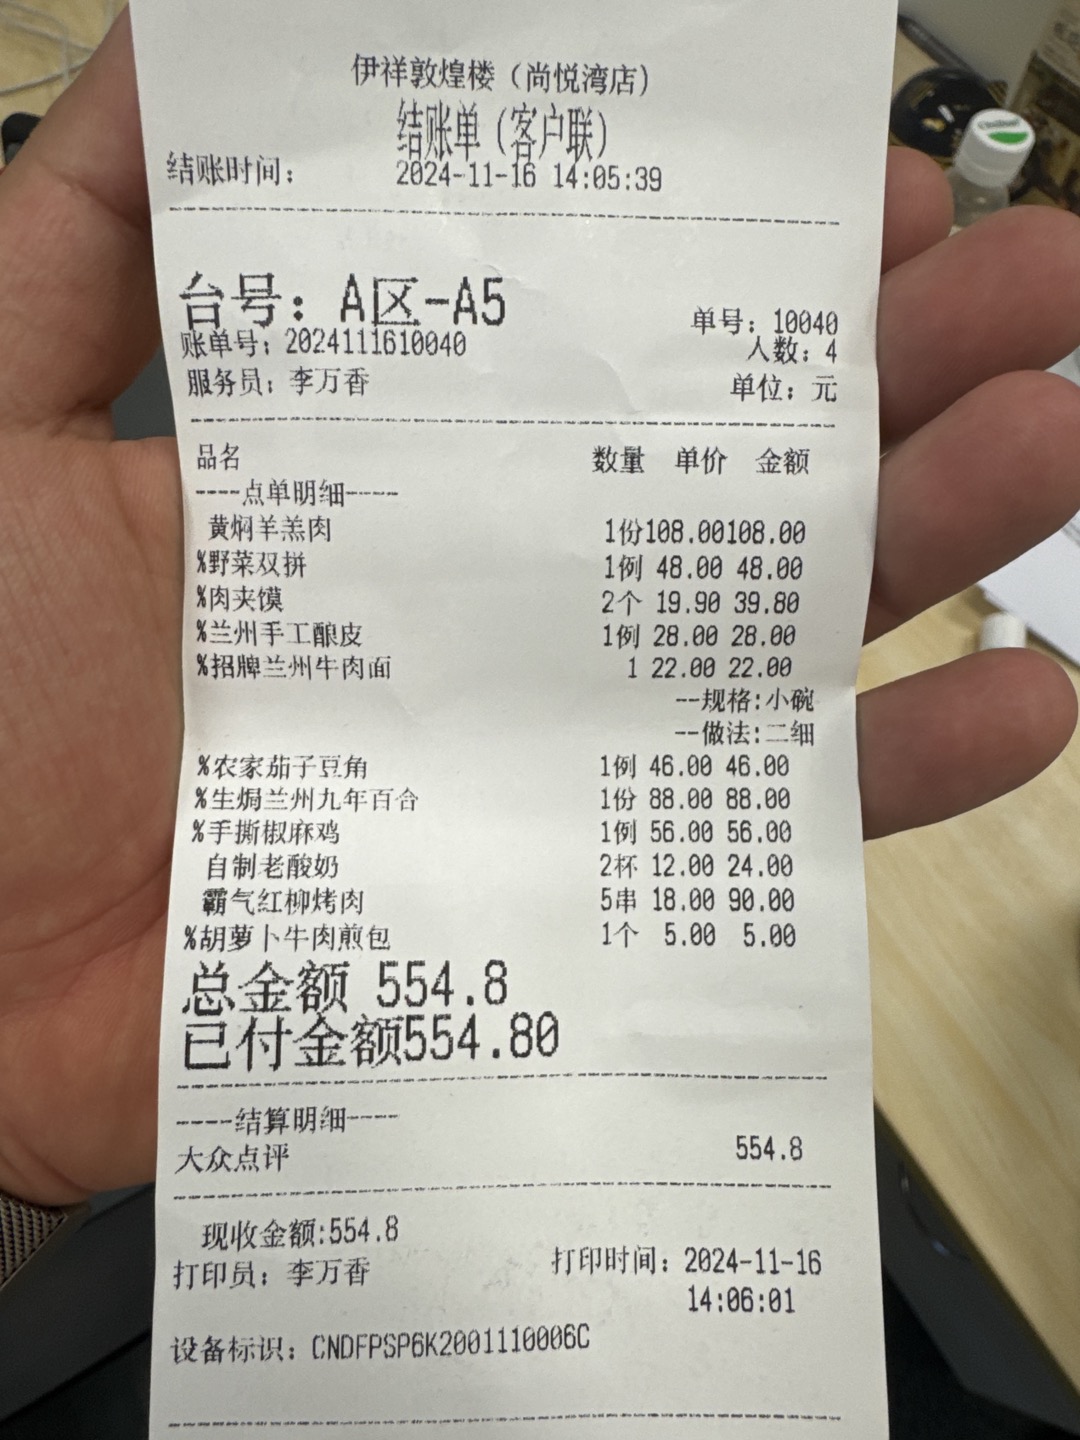 伊祥敦煌楼（尚悦湾店）
结账单（客户联）
结账时间： 2024-11-16 14:05:39
台号：A区-A5
单号：10040
账单号：2024111610040
人数：4
服务员：李万香 单位：元
品名 数量 单价 金额
----点单明细----
黄焖羊羔肉 1份108.00108.00
%野菜双拼 1例 48.00 48.00
%肉夹馍 2个 19.90 39.80
%兰州手工酿皮 1例 28.00 28.00
%招牌兰州牛肉面 1 22.00 22.00
--规格:小碗
--做法:二细
%农家茄子豆角 1例 46.00 46.00
%生焗兰州九年百合 1份 88.00 88.00
%手撕椒麻鸡 1例 56.00 56.00
自制老酸奶 2杯 12.00 24.00
霸气红柳烤肉 5串 18.00 90.00
%胡萝卜牛肉煎包 1个 5.00 5.00
总金额 554.8
已付金额554.80
----结算明细----
大众点评 554.8
现收金额:554.8
打印员：李万香 打印时间：2024-11-16
14:06:01
设备标识：CNDFPSP6K2001110006C